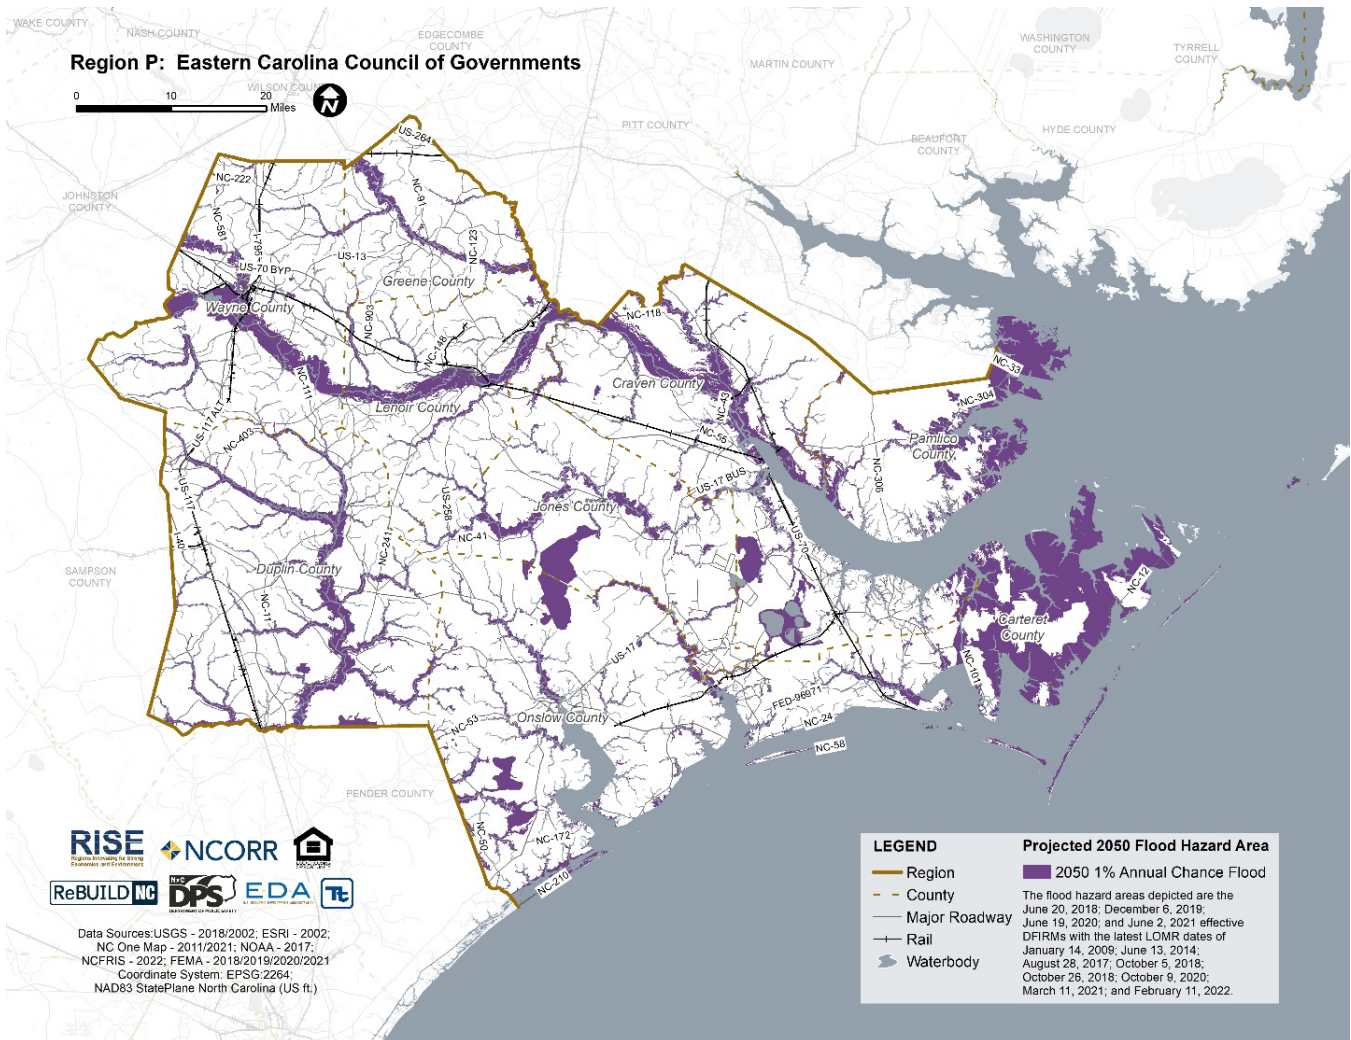 WAKE COUNTY
NASH COUNTY
EDGECOMBE
COUNTY
WASHINGTON
COUNTY
TYRRELL
COUNTY
MARTIN COUNTY
Region P:  Eastern Carolina Council of Governments
WILSON COUNTY
0
10
20
Miles
N
PITT COUNTY
BEAUFORT
COUNTY
HYDE COUNTY
JOHNSTON
COUNTY
US-264
NC-222
NC-91
NC-581
I-795
NC-123
US-13
US-70 BYP
Greene County
Wayne County
NC-903
NC-118
NC-148
NC-33
Craven County
NC-111
Lenoir County
NC-43
NC-304
US-117 ALT
NC-403
NC-55
Pamlico
County
US-117
US-17 BUS
NC-306
US-258
Jones County
NC-41
I-40
NC-241
US-70
SAMPSON
COUNTY
Duplin County
NC-12
NC-11
Carteret
County
US-17
NC-101
FED-96971
NC-53
Onslow County
NC-24
NC-58
PENDER COUNTY
NC-50
NC-172
NC-210
RISE
Regions Innovating for Strong
Economies and Environment
NCORR
ReBUILD NC
DPS
DEPARTMENT OF PUBLIC SAFETY
EDA
Tt
Data Sources:USGS - 2018/2002; ESRI - 2002;
NC One Map - 2011/2021; NOAA - 2017;
NCFRIS - 2022; FEMA - 2018/2019/2020/2021
Coordinate System: EPSG:2264;
NAD83 StatePlane North Carolina (US ft.)
LEGEND
Region
County
Major Roadway
Rail
Waterbody
Projected 2050 Flood Hazard Area
2050 1% Annual Chance Flood
The flood hazard areas depicted are the
June 20, 2018; December 6, 2019;
June 19, 2020; and June 2, 2021 effective
DFIRMs with the latest LOMR dates of
January 14, 2009; June 13, 2014;
August 28, 2017; October 5, 2018;
October 26, 2018; October 9, 2020;
March 11, 2021; and February 11, 2022.